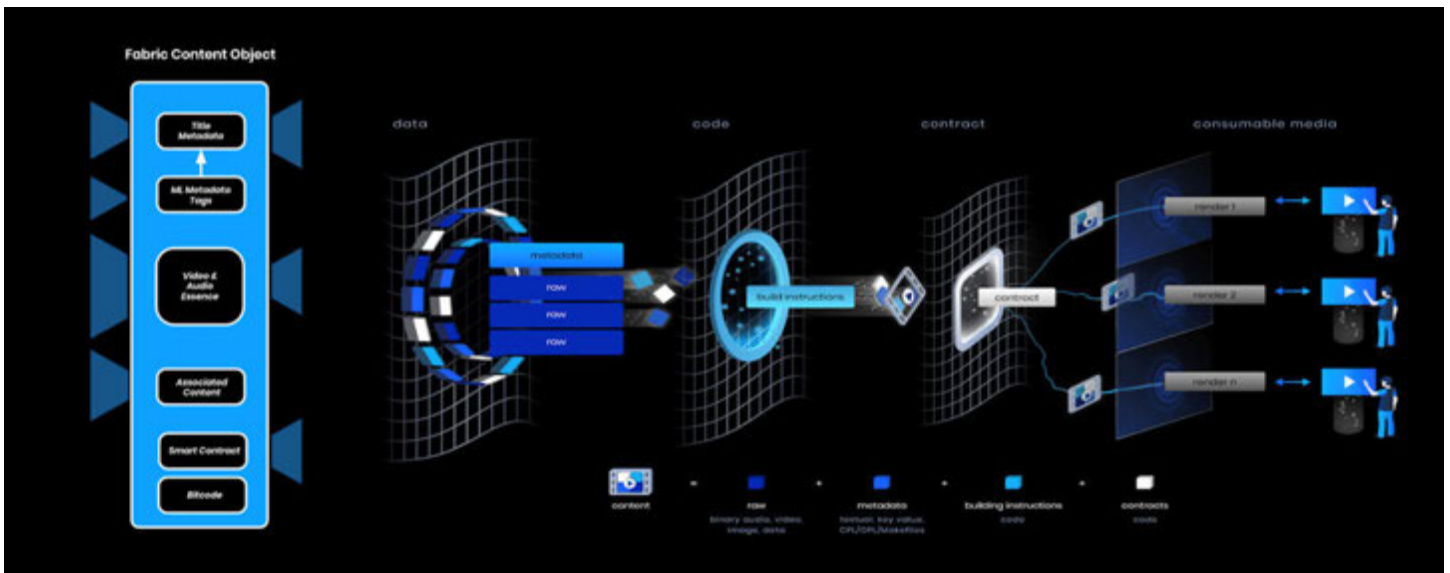 Fabric Content Object
Title
Metadata
ML Metadata
Tags
Video &
Audio
Essence
Associated
Content
Smart Contract
Bitcode
data
code
contract
consumable media
metadata
raw
raw
raw
build instructions
contract
render 1
render 2
render n
content
=
raw
binary audio, video,
image, data
+
metadata
textual, key value,
CPL/OPL/Makefiles
+
building instructions
code
+
contracts
code